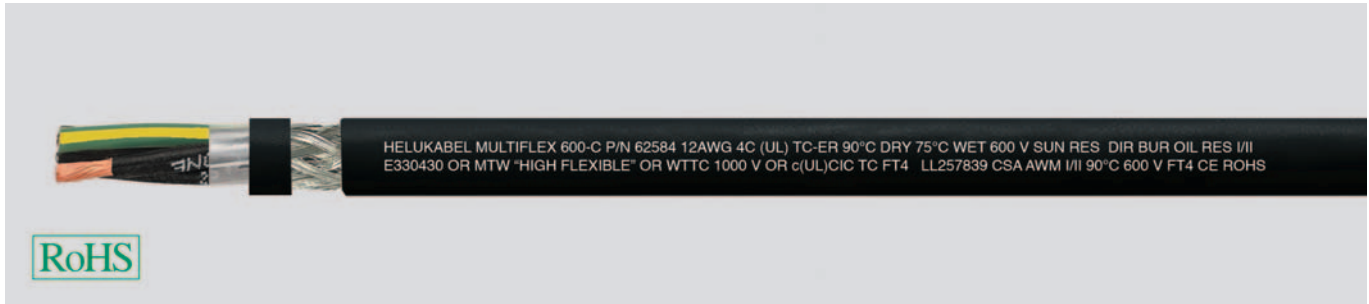 HELUKABEL MULTIFLEX 600-C P/N 62584 12AWG 4C (UL) TC-ER 90°C DRY 75°C WET 600 V SUN RES DIR BUR OIL RES I/II
E330430 OR MTW “HIGH FLEXIBLE” OR WTTC 1000 V OR c(UL)CIC TC FT4 LL257839 CSA AWM I/II 90°C 600 V FT4 CE ROHS
RoHS